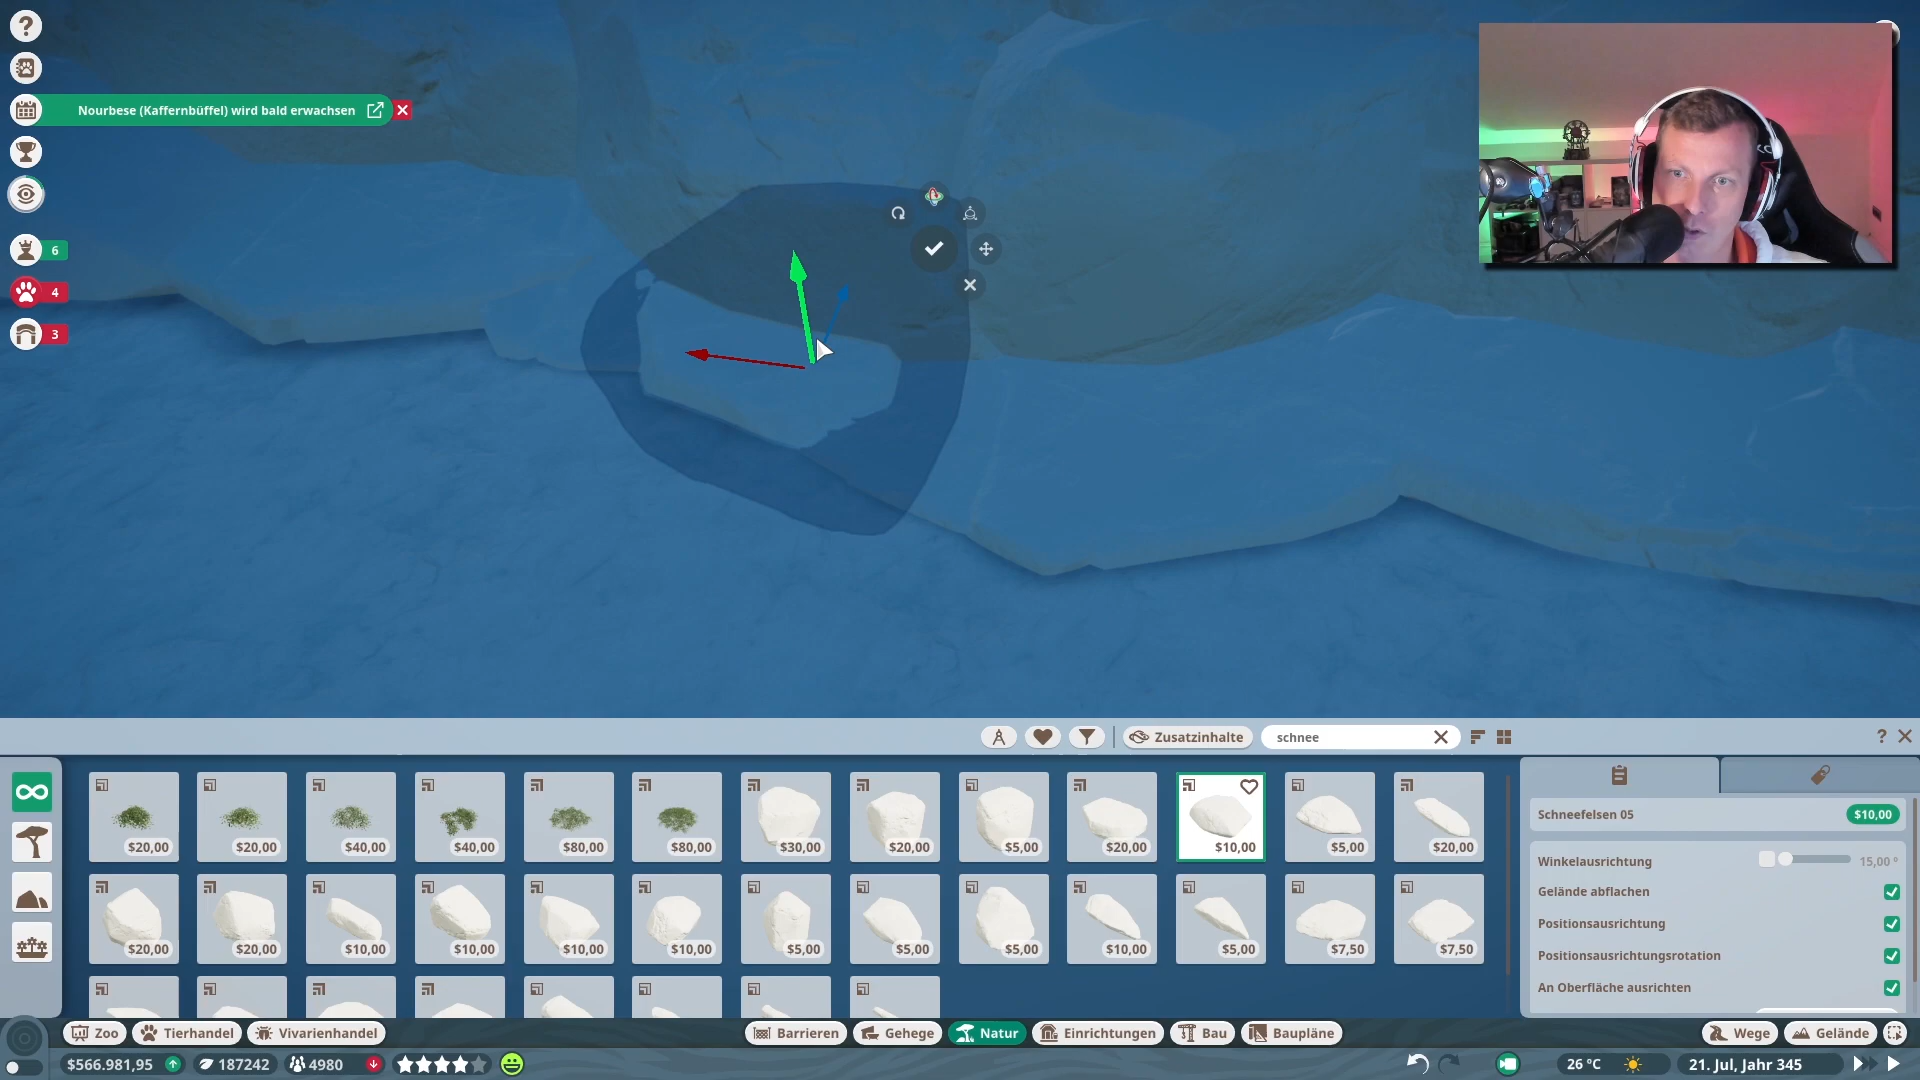 ?
Nourbese (Kaffernbüffel) wird bald erwachsen
6
4
3
Zusatzinhalte
schnee
?
$20,00 $20,00 $40,00 $40,00 $80,00 $80,00 $30,00 $20,00 $5,00 $20,00 $10,00 $5,00 $20,00
$20,00 $20,00 $10,00 $10,00 $10,00 $10,00 $5,00 $5,00 $5,00 $10,00 $5,00 $7,50 $7,50
Schneefelsen 05 $10,00
Winkelausrichtung 15,00 °
Gelände abflachen
Positionsausrichtung
Positionsausrichtungsrotation
An Oberfläche ausrichten
Zoo Tierhandel Vivarienhandel Barrieren Gehege Natur Einrichtungen Bau Baupläne Wege Gelände
$566.981,95 187242 4980 26 °C 21. Jul, Jahr 345